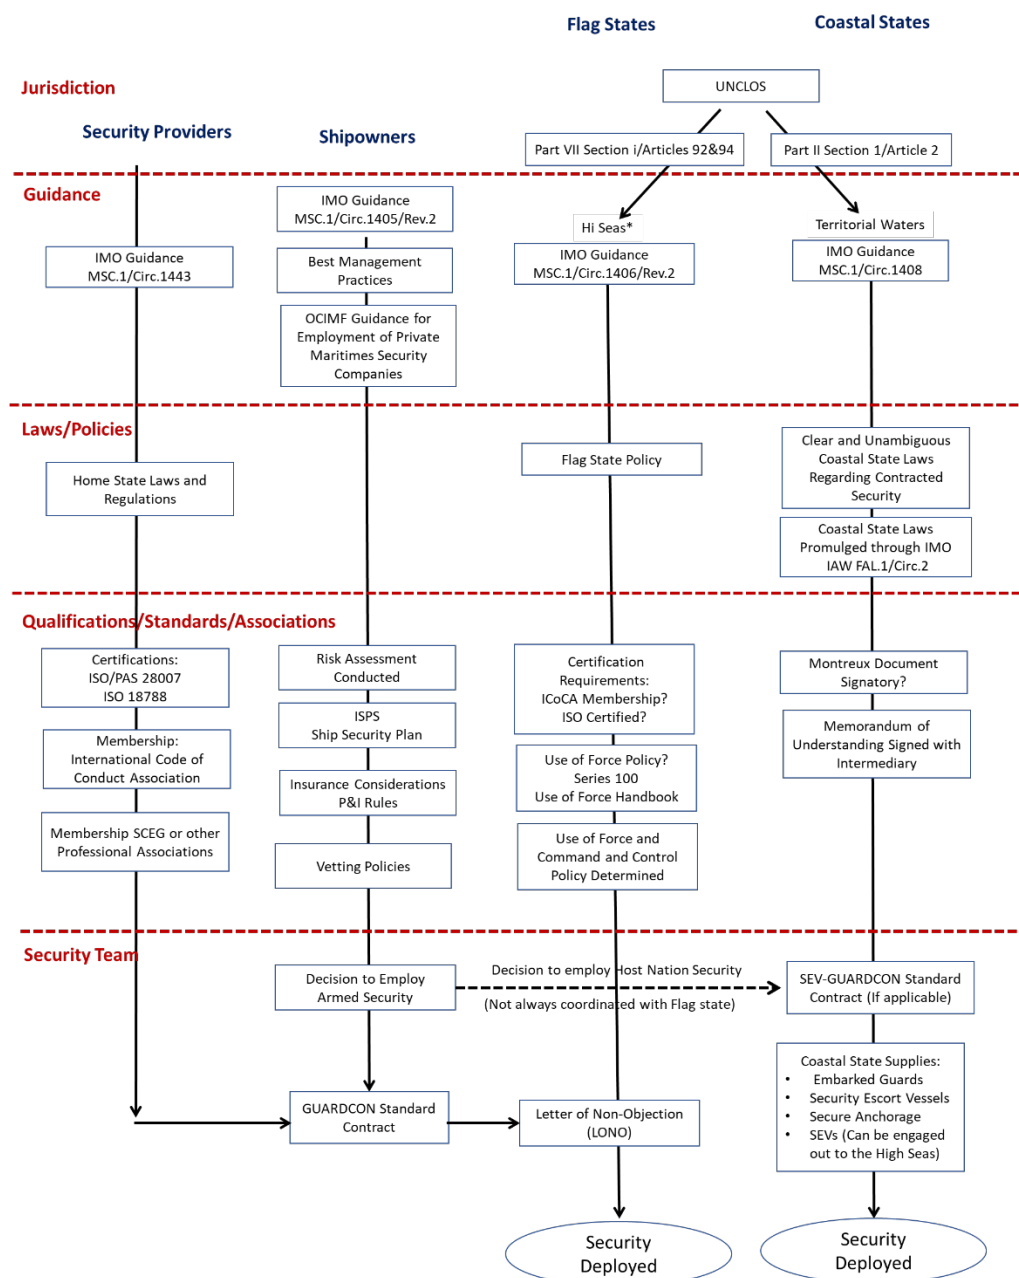 Flag States
Coastal States
Jurisdiction
UNCLOS
Security Providers
Shipowners
Part VII Section i/Articles 92&94
Part II Section 1/Article 2
Guidance
IMO Guidance
MSC.1/Circ.1405/Rev.2
Hi Seas*
Territorial Waters
IMO Guidance
MSC.1/Circ.1443
Best Management
Practices
IMO Guidance
MSC.1/Circ.1406/Rev.2
IMO Guidance
MSC.1/Circ.1408
OCIMF Guidance for
Employment of Private
Maritimes Security
Companies
Laws/Policies
Home State Laws and
Regulations
Flag State Policy
Clear and Unambiguous
Coastal State Laws
Regarding Contracted
Security
Coastal State Laws
Promulged through IMO
IAW FAL.1/Circ.2
Qualifications/Standards/Associations
Certifications:
ISO/PAS 28007
ISO 18788
Risk Assessment
Conducted
Certification
Requirements:
ICoCA Membership?
ISO Certified?
Montreux Document
Signatory?
Membership:
International Code of
Conduct Association
ISPS
Ship Security Plan
Use of Force Policy?
Series 100
Use of Force Handbook
Memorandum of
Understanding Signed with
Intermediary
Insurance Considerations
P&I Rules
Membership SCEG or other
Professional Associations
Vetting Policies
Use of Force and
Command and Control
Policy Determined
Security Team
Decision to Employ
Armed Security
Decision to employ Host Nation Security
(Not always coordinated with Flag state)
SEV-GUARDCON Standard
Contract (If applicable)
Coastal State Supplies:
• Embarked Guards
• Security Escort Vessels
• Secure Anchorage
• SEVs (Can be engaged
out to the High Seas)
GUARDCON Standard
Contract
Letter of Non-Objection
(LONO)
Security
Deployed
Security
Deployed